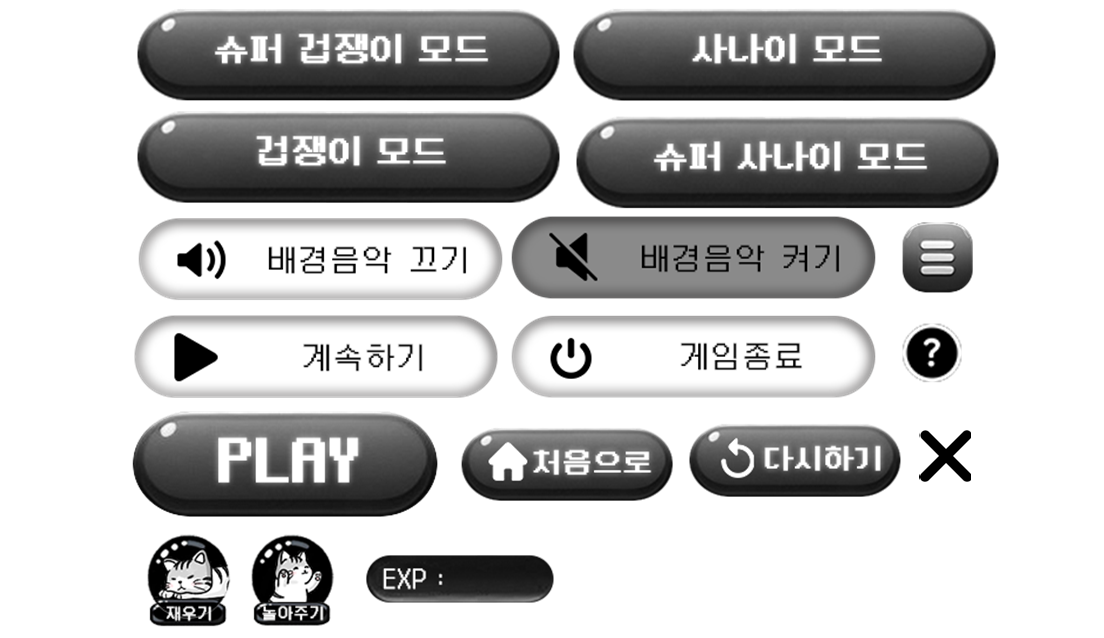 슈퍼 겁쟁이 모드
사나이 모드
겁쟁이 모드
슈퍼 사나이 모드
배경음악 끄기
배경음악 켜기
계속하기
?
게임종료
PLAY
처음으로
다시하기
재우기
놀아주기
EXP :